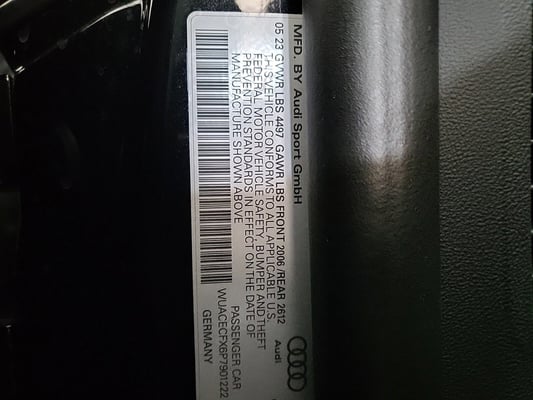 MFD. BY Audi Sport GmbH
05 23 GVWR LBS 4497 GAWR LBS FRONT 2006 /REAR 2612
THIS VEHICLE CONFORMS TO ALL APPLICABLE U.S.
FEDERAL MOTOR VEHICLE SAFETY, BUMPER AND THEFT
PREVENTION STANDARDS IN EFFECT ON THE DATE OF
MANUFACTURE SHOWN ABOVE
Audi
PASSENGER CAR
WUACECFX6P7901222
GERMANY